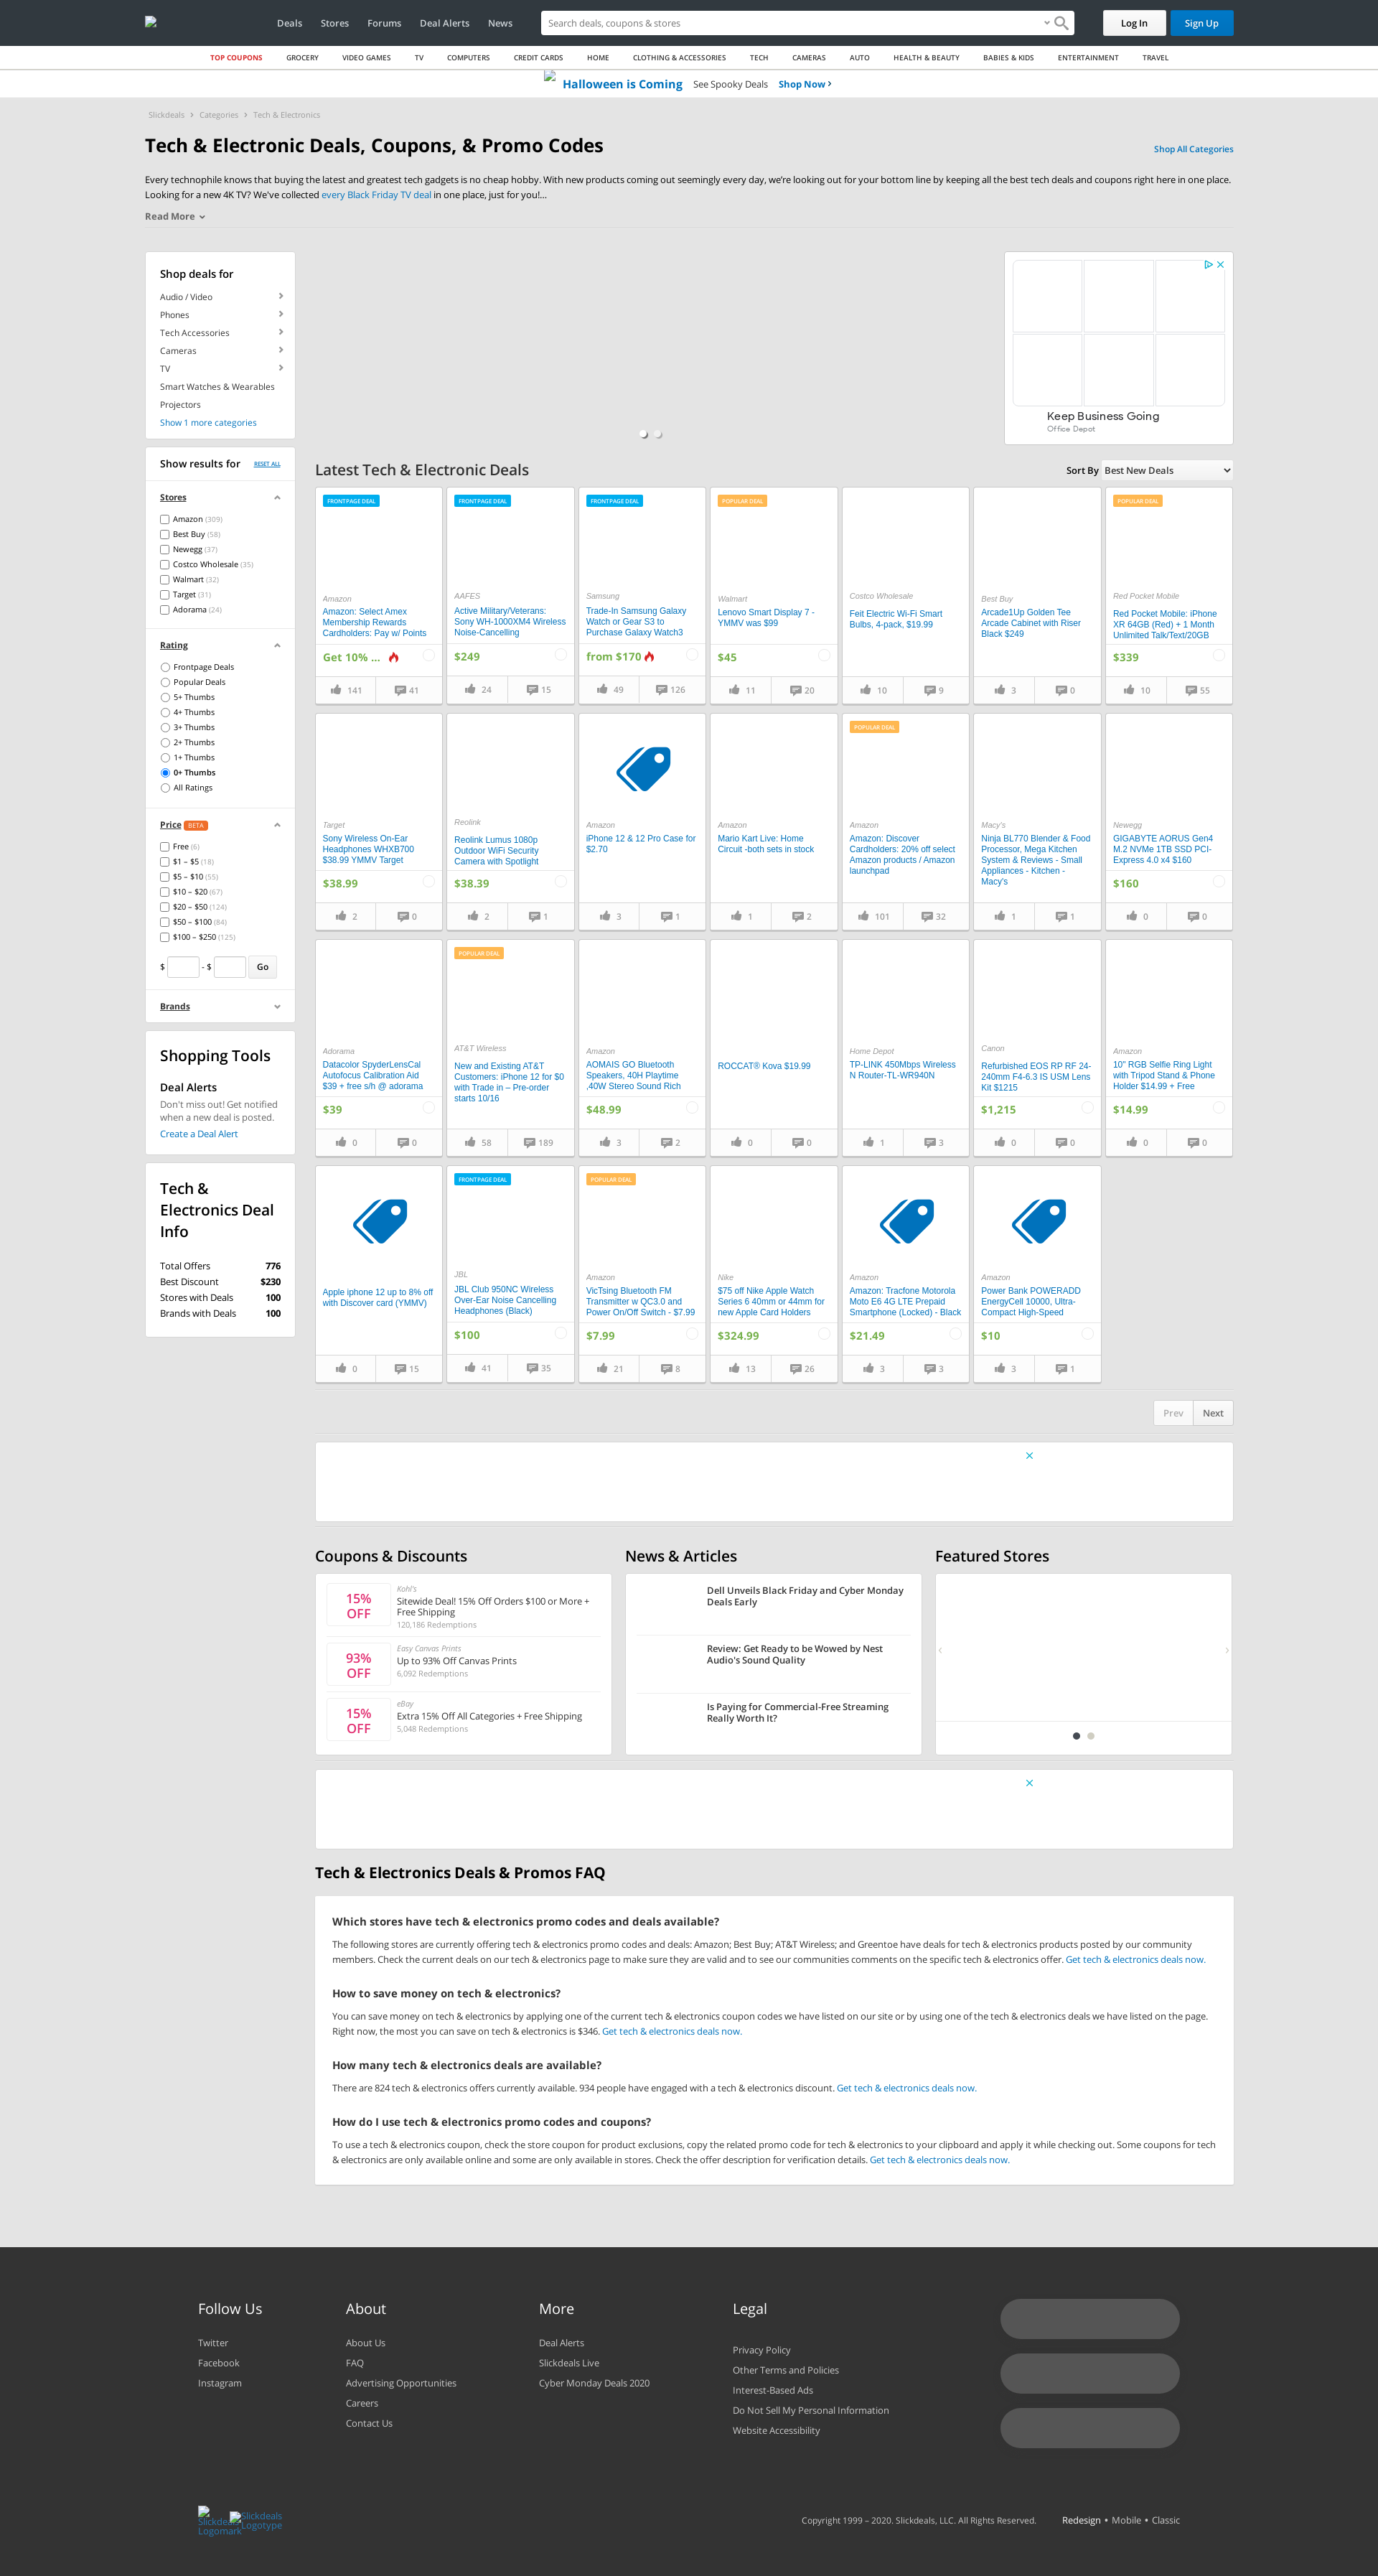 Deals Stores Forums Deal Alerts News
Search deals, coupons & stores
Log In Sign Up
TOP COUPONS GROCERY VIDEO GAMES TV COMPUTERS CREDIT CARDS HOME CLOTHING & ACCESSORIES TECH CAMERAS AUTO HEALTH & BEAUTY BABIES & KIDS ENTERTAINMENT TRAVEL
Halloween is Coming See Spooky Deals Shop Now
Slickdeals Categories Tech & Electronics
Tech & Electronic Deals, Coupons, & Promo Codes
Shop All Categories
Every technophile knows that buying the latest and greatest tech gadgets is no cheap hobby. With new products coming out seemingly every day, we're looking out for your bottom line by keeping all the best tech deals and coupons right here in one place.
Looking for a new 4K TV? We've collected every Black Friday TV deal in one place, just for you!...
Read More
Shop deals for
Audio / Video
Phones
Tech Accessories
Cameras
TV
Smart Watches & Wearables
Projectors
Show 1 more categories
Keep Business Going
Office Depot
Show results for RESET ALL
Stores
Amazon (309)
Best Buy (58)
Newegg (37)
Costco Wholesale (35)
Walmart (32)
Target (31)
Adorama (24)
Rating
Frontpage Deals
Popular Deals
5+ Thumbs
4+ Thumbs
3+ Thumbs
2+ Thumbs
1+ Thumbs
0+ Thumbs
All Ratings
Price BETA
Free (6)
$1 – $5 (18)
$5 – $10 (55)
$10 – $20 (67)
$20 – $50 (124)
$50 – $100 (84)
$100 – $250 (125)
$ - $ Go
Brands
Shopping Tools
Deal Alerts
Don't miss out! Get notified
when a new deal is posted.
Create a Deal Alert
Tech &
Electronics Deal
Info
Total Offers 776
Best Discount $230
Stores with Deals 100
Brands with Deals 100
Latest Tech & Electronic Deals
Sort By Best New Deals
FRONTPAGE DEAL
Amazon
Amazon: Select Amex
Membership Rewards
Cardholders: Pay w/ Points
Get 10% ...
141 41
FRONTPAGE DEAL
AAFES
Active Military/Veterans:
Sony WH-1000XM4 Wireless
Noise-Cancelling
$249
24 15
FRONTPAGE DEAL
Samsung
Trade-In Samsung Galaxy
Watch or Gear S3 to
Purchase Galaxy Watch3
from $170
49 126
POPULAR DEAL
Walmart
Lenovo Smart Display 7 -
YMMV was $99
$45
11 20
Costco Wholesale
Feit Electric Wi-Fi Smart
Bulbs, 4-pack, $19.99
10 9
Best Buy
Arcade1Up Golden Tee
Arcade Cabinet with Riser
Black $249
3 0
POPULAR DEAL
Red Pocket Mobile
Red Pocket Mobile: iPhone
XR 64GB (Red) + 1 Month
Unlimited Talk/Text/20GB
$339
10 55
Target
Sony Wireless On-Ear
Headphones WHXB700
$38.99 YMMV Target
$38.99
2 0
Reolink
Reolink Lumus 1080p
Outdoor WiFi Security
Camera with Spotlight
$38.39
2 1
Amazon
iPhone 12 & 12 Pro Case for
$2.70
3 1
Amazon
Mario Kart Live: Home
Circuit -both sets in stock
1 2
POPULAR DEAL
Amazon
Amazon: Discover
Cardholders: 20% off select
Amazon products / Amazon
launchpad
101 32
Macy's
Ninja BL770 Blender & Food
Processor, Mega Kitchen
System & Reviews - Small
Appliances - Kitchen -
Macy's
1 1
Newegg
GIGABYTE AORUS Gen4
M.2 NVMe 1TB SSD PCI-
Express 4.0 x4 $160
$160
0 0
Adorama
Datacolor SpyderLensCal
Autofocus Calibration Aid
$39 + free s/h @ adorama
$39
0 0
POPULAR DEAL
AT&T Wireless
New and Existing AT&T
Customers: iPhone 12 for $0
with Trade in – Pre-order
starts 10/16
58 189
Amazon
AOMAIS GO Bluetooth
Speakers, 40H Playtime
,40W Stereo Sound Rich
$48.99
3 2
ROCCAT® Kova $19.99
0 0
Home Depot
TP-LINK 450Mbps Wireless
N Router-TL-WR940N
1 3
Canon
Refurbished EOS RP RF 24-
240mm F4-6.3 IS USM Lens
Kit $1215
$1,215
0 0
Amazon
10" RGB Selfie Ring Light
with Tripod Stand & Phone
Holder $14.99 + Free
$14.99
0 0
Apple iphone 12 up to 8% off
with Discover card (YMMV)
0 15
FRONTPAGE DEAL
JBL
JBL Club 950NC Wireless
Over-Ear Noise Cancelling
Headphones (Black)
$100
41 35
POPULAR DEAL
Amazon
VicTsing Bluetooth FM
Transmitter w QC3.0 and
Power On/Off Switch - $7.99
$7.99
21 8
Nike
$75 off Nike Apple Watch
Series 6 40mm or 44mm for
new Apple Card Holders
$324.99
13 26
Amazon
Amazon: Tracfone Motorola
Moto E6 4G LTE Prepaid
Smartphone (Locked) - Black
$21.49
3 3
Amazon
Power Bank POWERADD
EnergyCell 10000, Ultra-
Compact High-Speed
$10
3 1
Prev Next
Coupons & Discounts
15%
OFF
Kohl's
Sitewide Deal! 15% Off Orders $100 or More +
Free Shipping
120,186 Redemptions
93%
OFF
Easy Canvas Prints
Up to 93% Off Canvas Prints
6,092 Redemptions
15%
OFF
eBay
Extra 15% Off All Categories + Free Shipping
5,048 Redemptions
News & Articles
Dell Unveils Black Friday and Cyber Monday
Deals Early
Review: Get Ready to be Wowed by Nest
Audio's Sound Quality
Is Paying for Commercial-Free Streaming
Really Worth It?
Featured Stores
Tech & Electronics Deals & Promos FAQ
Which stores have tech & electronics promo codes and deals available?
The following stores are currently offering tech & electronics promo codes and deals: Amazon; Best Buy; AT&T Wireless; and Greentoe have deals for tech & electronics products posted by our community
members. Check the current deals on our tech & electronics page to make sure they are valid and to see our communities comments on the specific tech & electronics offer. Get tech & electronics deals now.
How to save money on tech & electronics?
You can save money on tech & electronics by applying one of the current tech & electronics coupon codes we have listed on our site or by using one of the tech & electronics deals we have listed on the page.
Right now, the most you can save on tech & electronics is $346. Get tech & electronics deals now.
How many tech & electronics deals are available?
There are 824 tech & electronics offers currently available. 934 people have engaged with a tech & electronics discount. Get tech & electronics deals now.
How do I use tech & electronics promo codes and coupons?
To use a tech & electronics coupon, check the store coupon for product exclusions, copy the related promo code for tech & electronics to your clipboard and apply it while checking out. Some coupons for tech
& electronics are only available online and some are only available in stores. Check the offer description for verification details. Get tech & electronics deals now.
Follow Us
Twitter
Facebook
Instagram
About
About Us
FAQ
Advertising Opportunities
Careers
Contact Us
More
Deal Alerts
Slickdeals Live
Cyber Monday Deals 2020
Legal
Privacy Policy
Other Terms and Policies
Interest-Based Ads
Do Not Sell My Personal Information
Website Accessibility
Slickdeals
Logomark
Slickdeals
Logotype
Copyright 1999 – 2020. Slickdeals, LLC. All Rights Reserved.
Redesign • Mobile • Classic